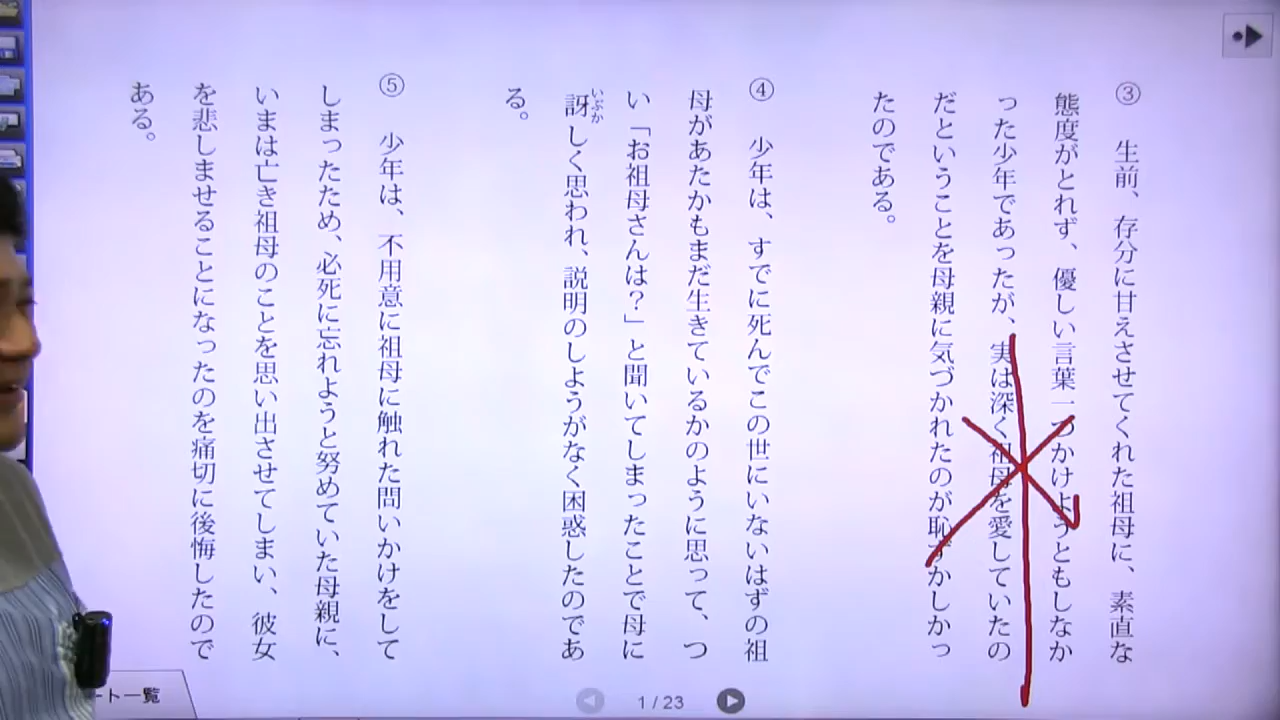 ③ 生前、存分に甘えさせてくれた祖母に、素直な
態度がとれず、優しい言葉一つかけようともしなか
った少年であったが、実は深く祖母を愛していたの
だということを母親に気づかれたのが恥ずかしかっ
たのである。
④ 少年は、すでに死んでこの世にいないはずの祖
母があたかもまだ生きているかのように思って、つ
い「お祖母さんは?」と聞いてしまったことで母に
訝しく思われ、説明のしようがなく困惑したのであ
いぶか
る。
⑤ 少年は、不用意に祖母に触れた問いかけをして
しまったため、必死に忘れようと努めていた母親に、
いまは亡き祖母のことを思い出させてしまい、彼女
を悲しませることになったのを痛切に後悔したので
ある。
ート一覧
1 / 23